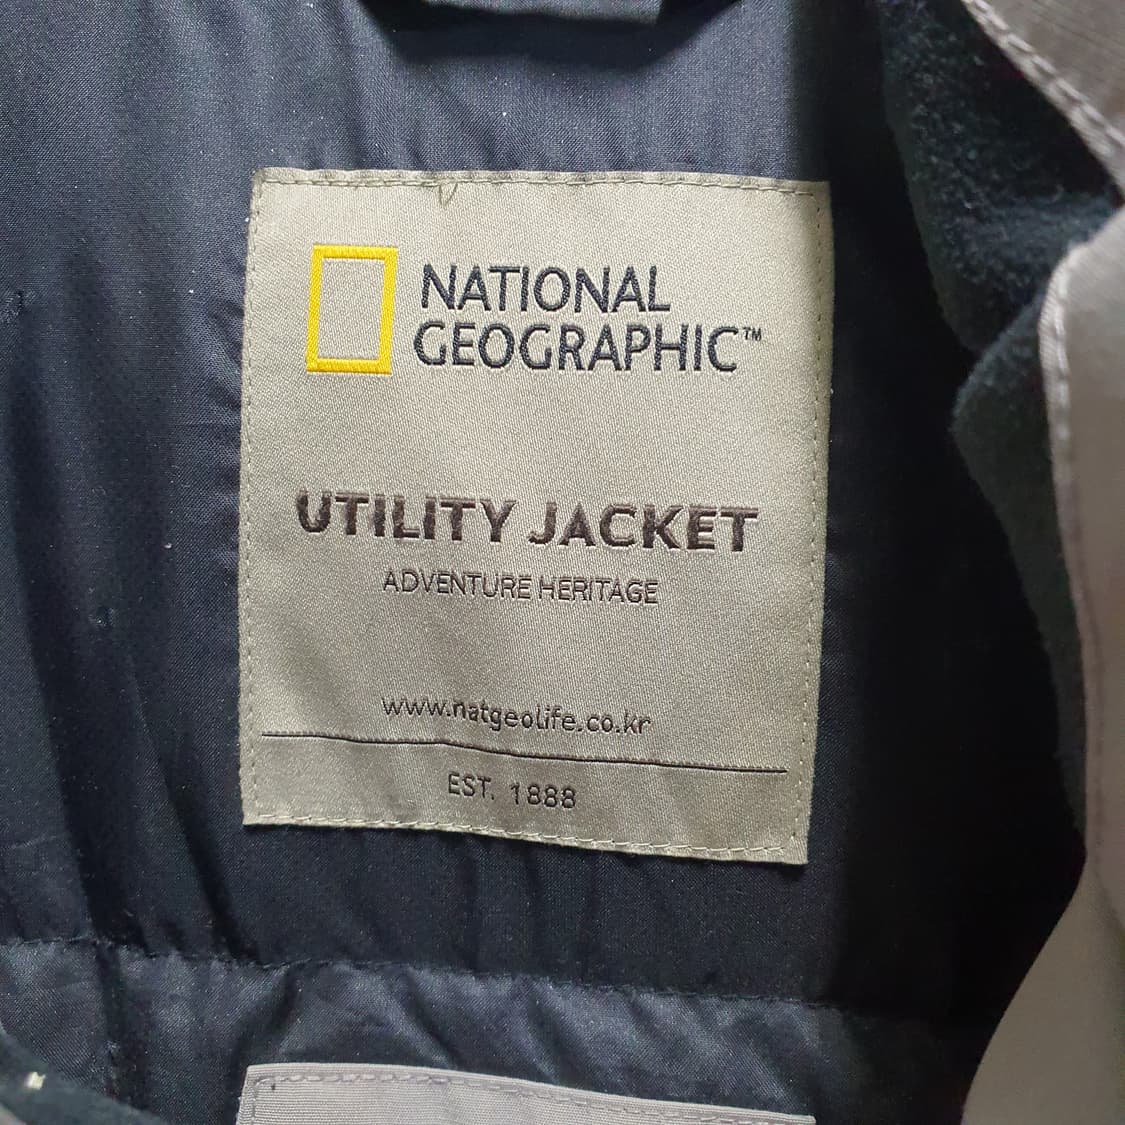 NATIONAL
GEOGRAPHIC™
UTILITY JACKET
ADVENTURE HERITAGE
www.natgeolife.co.kr
EST. 1888